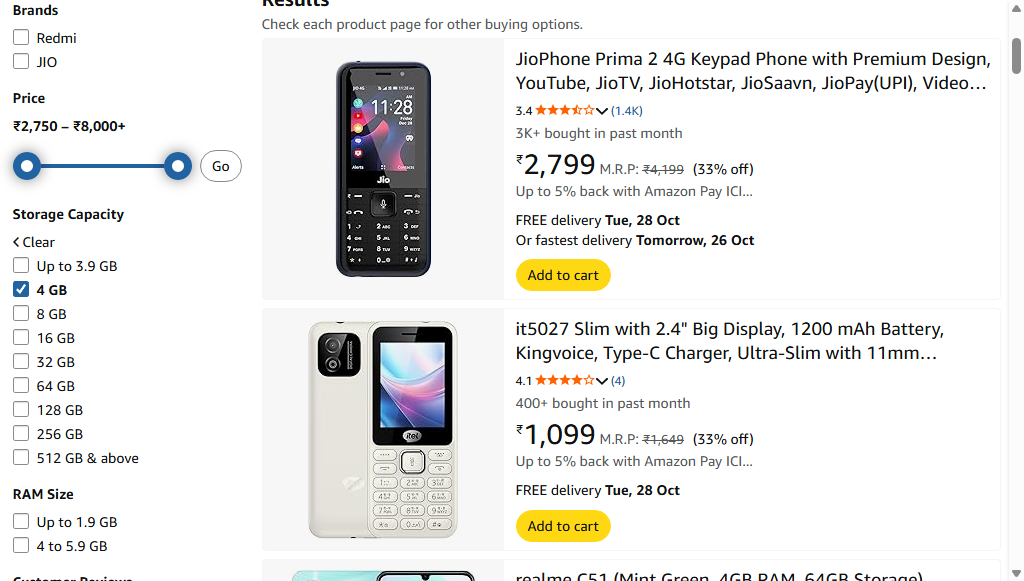 Brands
Redmi
JIO
Price
₹2,750 – ₹8,000+
Go
Storage Capacity
Clear
Up to 3.9 GB
4 GB
8 GB
16 GB
32 GB
64 GB
128 GB
256 GB
512 GB & above
RAM Size
Up to 1.9 GB
4 to 5.9 GB
Customer Reviews
Results
Check each product page for other buying options.
11:28
Jio
JioPhone Prima 2 4G Keypad Phone with Premium Design,
YouTube, JioTV, JioHotstar, JioSaavn, JioPay(UPI), Video…
3.4 (1.4K)
3K+ bought in past month
₹2,799 M.R.P: ₹4,199 (33% off)
Up to 5% back with Amazon Pay ICI…
FREE delivery Tue, 28 Oct
Or fastest delivery Tomorrow, 26 Oct
Add to cart
itel
it5027 Slim with 2.4" Big Display, 1200 mAh Battery,
Kingvoice, Type-C Charger, Ultra-Slim with 11mm…
4.1 (4)
400+ bought in past month
₹1,099 M.R.P: ₹1,649 (33% off)
Up to 5% back with Amazon Pay ICI…
FREE delivery Tue, 28 Oct
Add to cart
realme C51 (Mint Green, 4GB RAM, 64GB Storage)